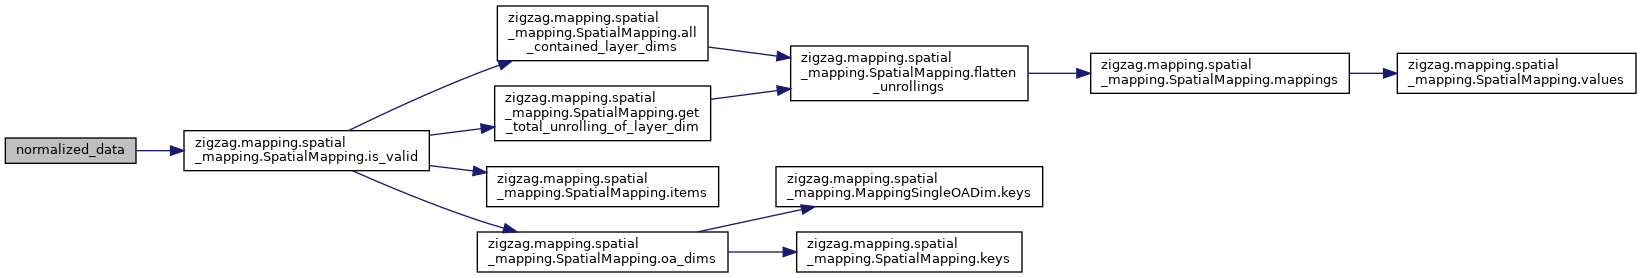 normalized_data
zigzag.mapping.spatial
_mapping.SpatialMapping.is_valid
zigzag.mapping.spatial
_mapping.SpatialMapping.all
_contained_layer_dims
zigzag.mapping.spatial
_mapping.SpatialMapping.get
_total_unrolling_of_layer_dim
zigzag.mapping.spatial
_mapping.SpatialMapping.items
zigzag.mapping.spatial
_mapping.SpatialMapping.oa_dims
zigzag.mapping.spatial
_mapping.SpatialMapping.flatten
_unrollings
zigzag.mapping.spatial
_mapping.MappingSingleOADim.keys
zigzag.mapping.spatial
_mapping.SpatialMapping.keys
zigzag.mapping.spatial
_mapping.SpatialMapping.mappings
zigzag.mapping.spatial
_mapping.SpatialMapping.values